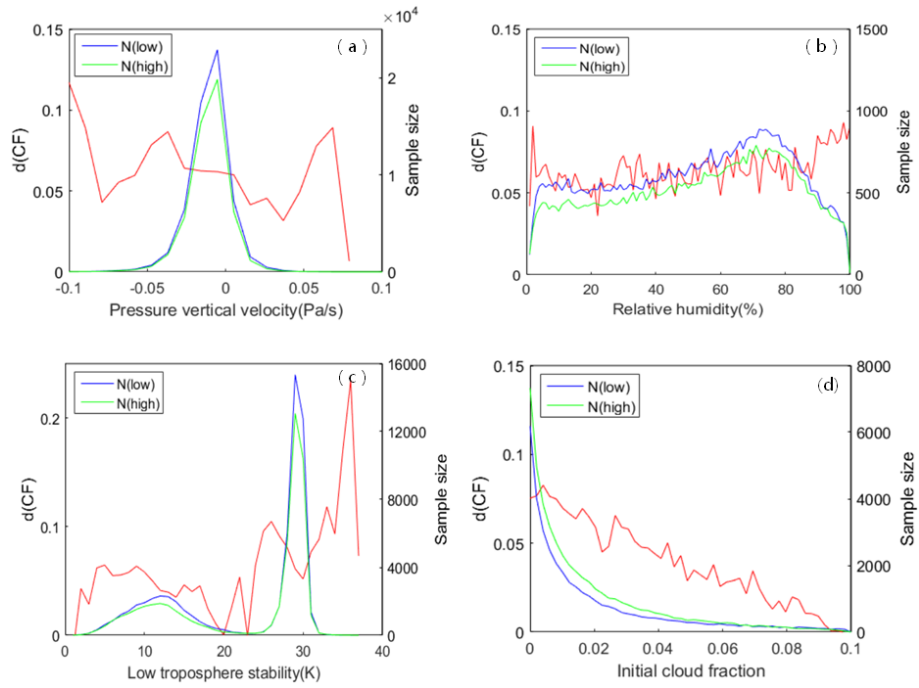 ×10⁴
0.15
N(low)
N(high)
( a )
2
0.1
d(CF)
1
Sample size
0.05
0
0
-0.1 -0.05 0 0.05 0.1
Pressure vertical velocity(Pa/s)
0.15
1500
N(low)
N(high)
( b )
0.1
1000
d(CF)
Sample size
0.05
500
0
0
0 20 40 60 80 100
Relative humidity(%)
16000
N(low)
N(high)
( c )
0.2
12000
d(CF)
8000
Sample size
0.1
4000
0
0
0 10 20 30 40
Low troposphere stability(K)
0.15
8000
N(low)
N(high)
( d )
6000
0.1
d(CF)
4000
Sample size
0.05
2000
0
0
0 0.02 0.04 0.06 0.08 0.1
Initial cloud fraction